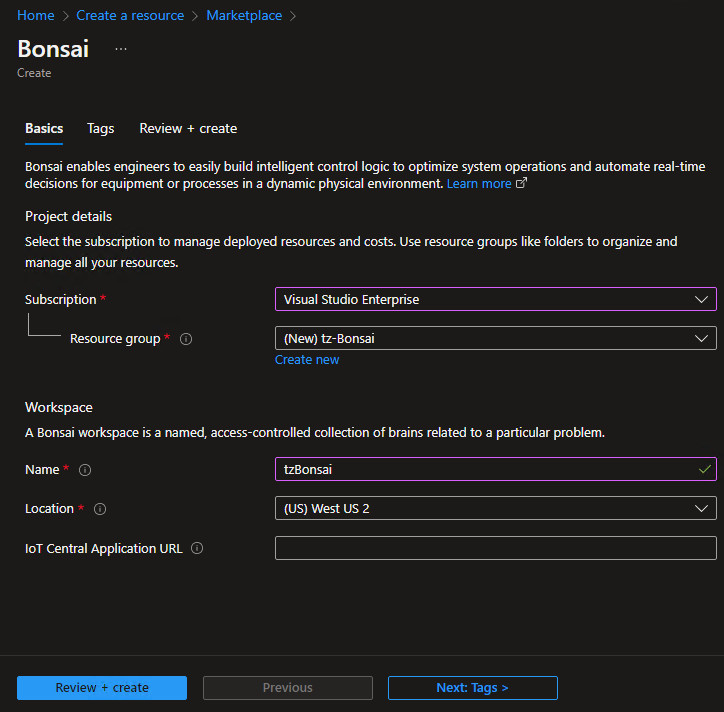 Home > Create a resource > Marketplace >
Bonsai ...
Create
Basics Tags Review + create
Bonsai enables engineers to easily build intelligent control logic to optimize system operations and automate real-time
decisions for equipment or processes in a dynamic physical environment. Learn more
Project details
Select the subscription to manage deployed resources and costs. Use resource groups like folders to organize and
manage all your resources.
Subscription * Visual Studio Enterprise
Resource group * (New) tz-Bonsai
Create new
Workspace
A Bonsai workspace is a named, access-controlled collection of brains related to a particular problem.
Name * tzBonsai
Location * (US) West US 2
IoT Central Application URL
Review + create Previous Next: Tags >